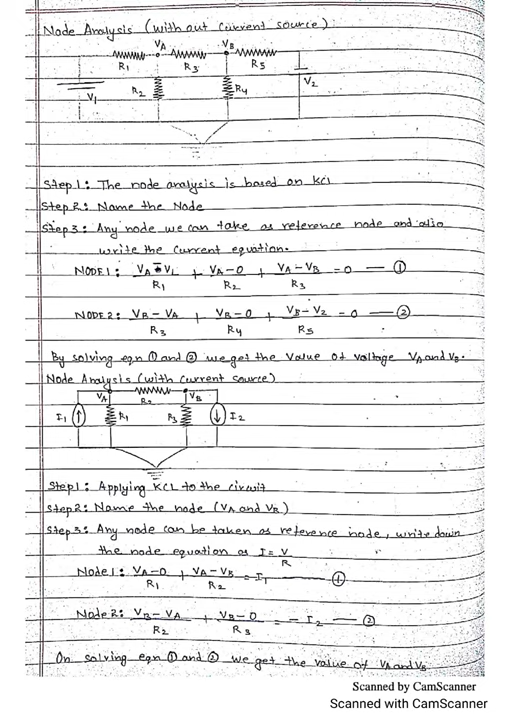 Node Analysis (with out current source)
VA VB
R1 R3 R5
R2 R4 V2
V1
Step 1: The node analysis is based on KCL
Step 2: Name the Node
Step 3: Any node we can take as reference node and also
write the current equation.
NODE 1: VA - V1 / R1 + VA - 0 / R2 + VA - VB / R3 = 0 — ①
NODE 2: VB - VA / R3 + VB - 0 / R4 + VB - V2 / R5 = 0 — ②
By solving eqn ① and ② we get the value of voltage VA and VB.
Node Analysis (with current source)
VA R2 VB
I1 R1 R3 I2
Step 1: Applying KCL to the circuit
Step 2: Name the node (VA and VB)
Step 3: Any node can be taken as reference node, write down
the node equation as I = V / R
Node 1: VA - 0 / R1 + VA - VB / R2 = I1 — ①
Node 2: VB - VA / R2 + VB - 0 / R3 = - I2 — ②
On solving eqn ① and ② we get the value of VA and VB
Scanned by CamScanner
Scanned with CamScanner